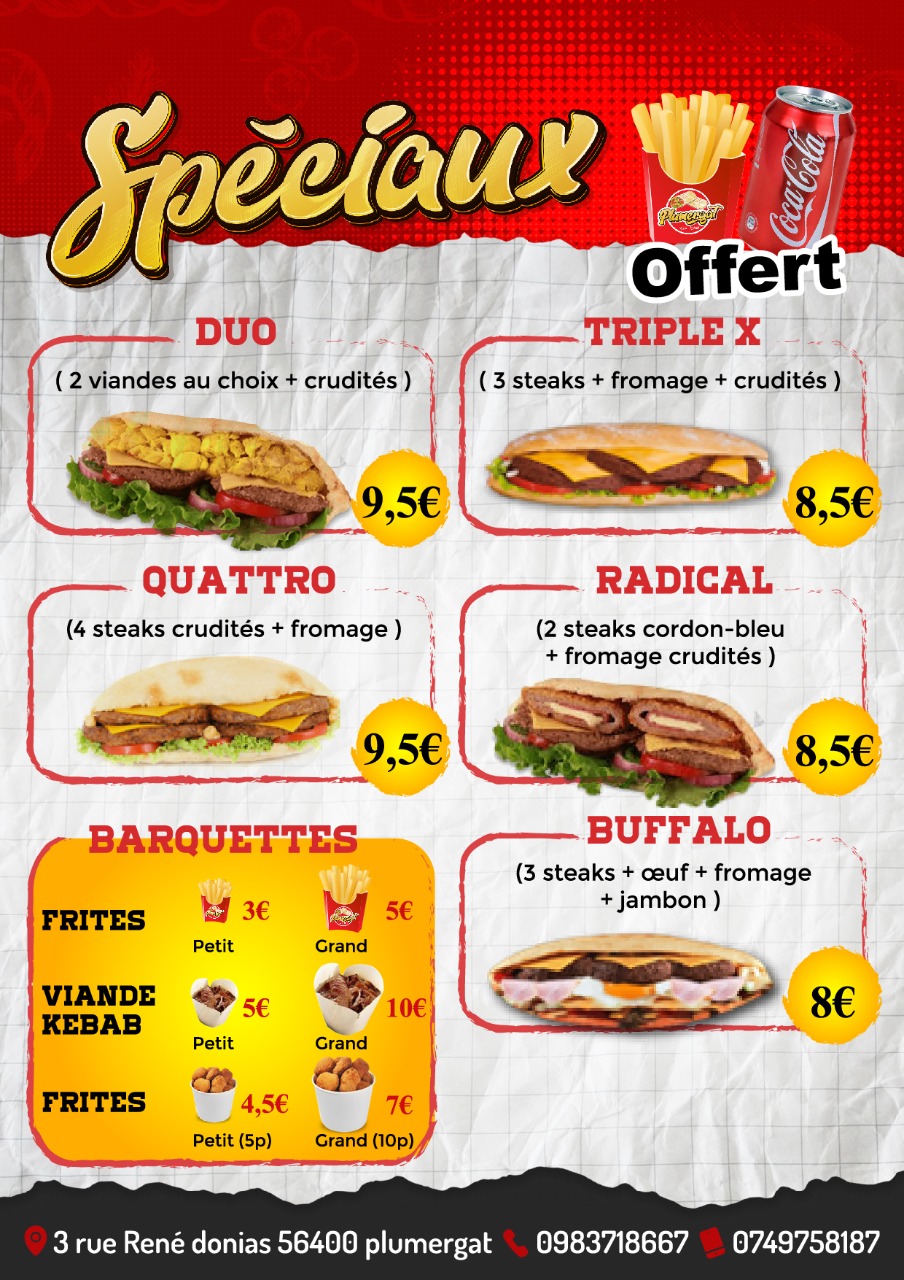 Spèciaux
Plumergat
Coca-Cola
Offert
DUO
( 2 viandes au choix + crudités )
9,5€
TRIPLE X
( 3 steaks + fromage + crudités )
8,5€
QUATTRO
(4 steaks crudités + fromage )
9,5€
RADICAL
(2 steaks cordon-bleu
+ fromage crudités )
8,5€
BARQUETTES
FRITES
3€
Petit
5€
Grand
VIANDE
KEBAB
5€
Petit
10€
Grand
FRITES
4,5€
Petit (5p)
7€
Grand (10p)
BUFFALO
(3 steaks + œuf + fromage
+ jambon )
8€
3 rue René donias 56400 plumergat 0983718667 0749758187